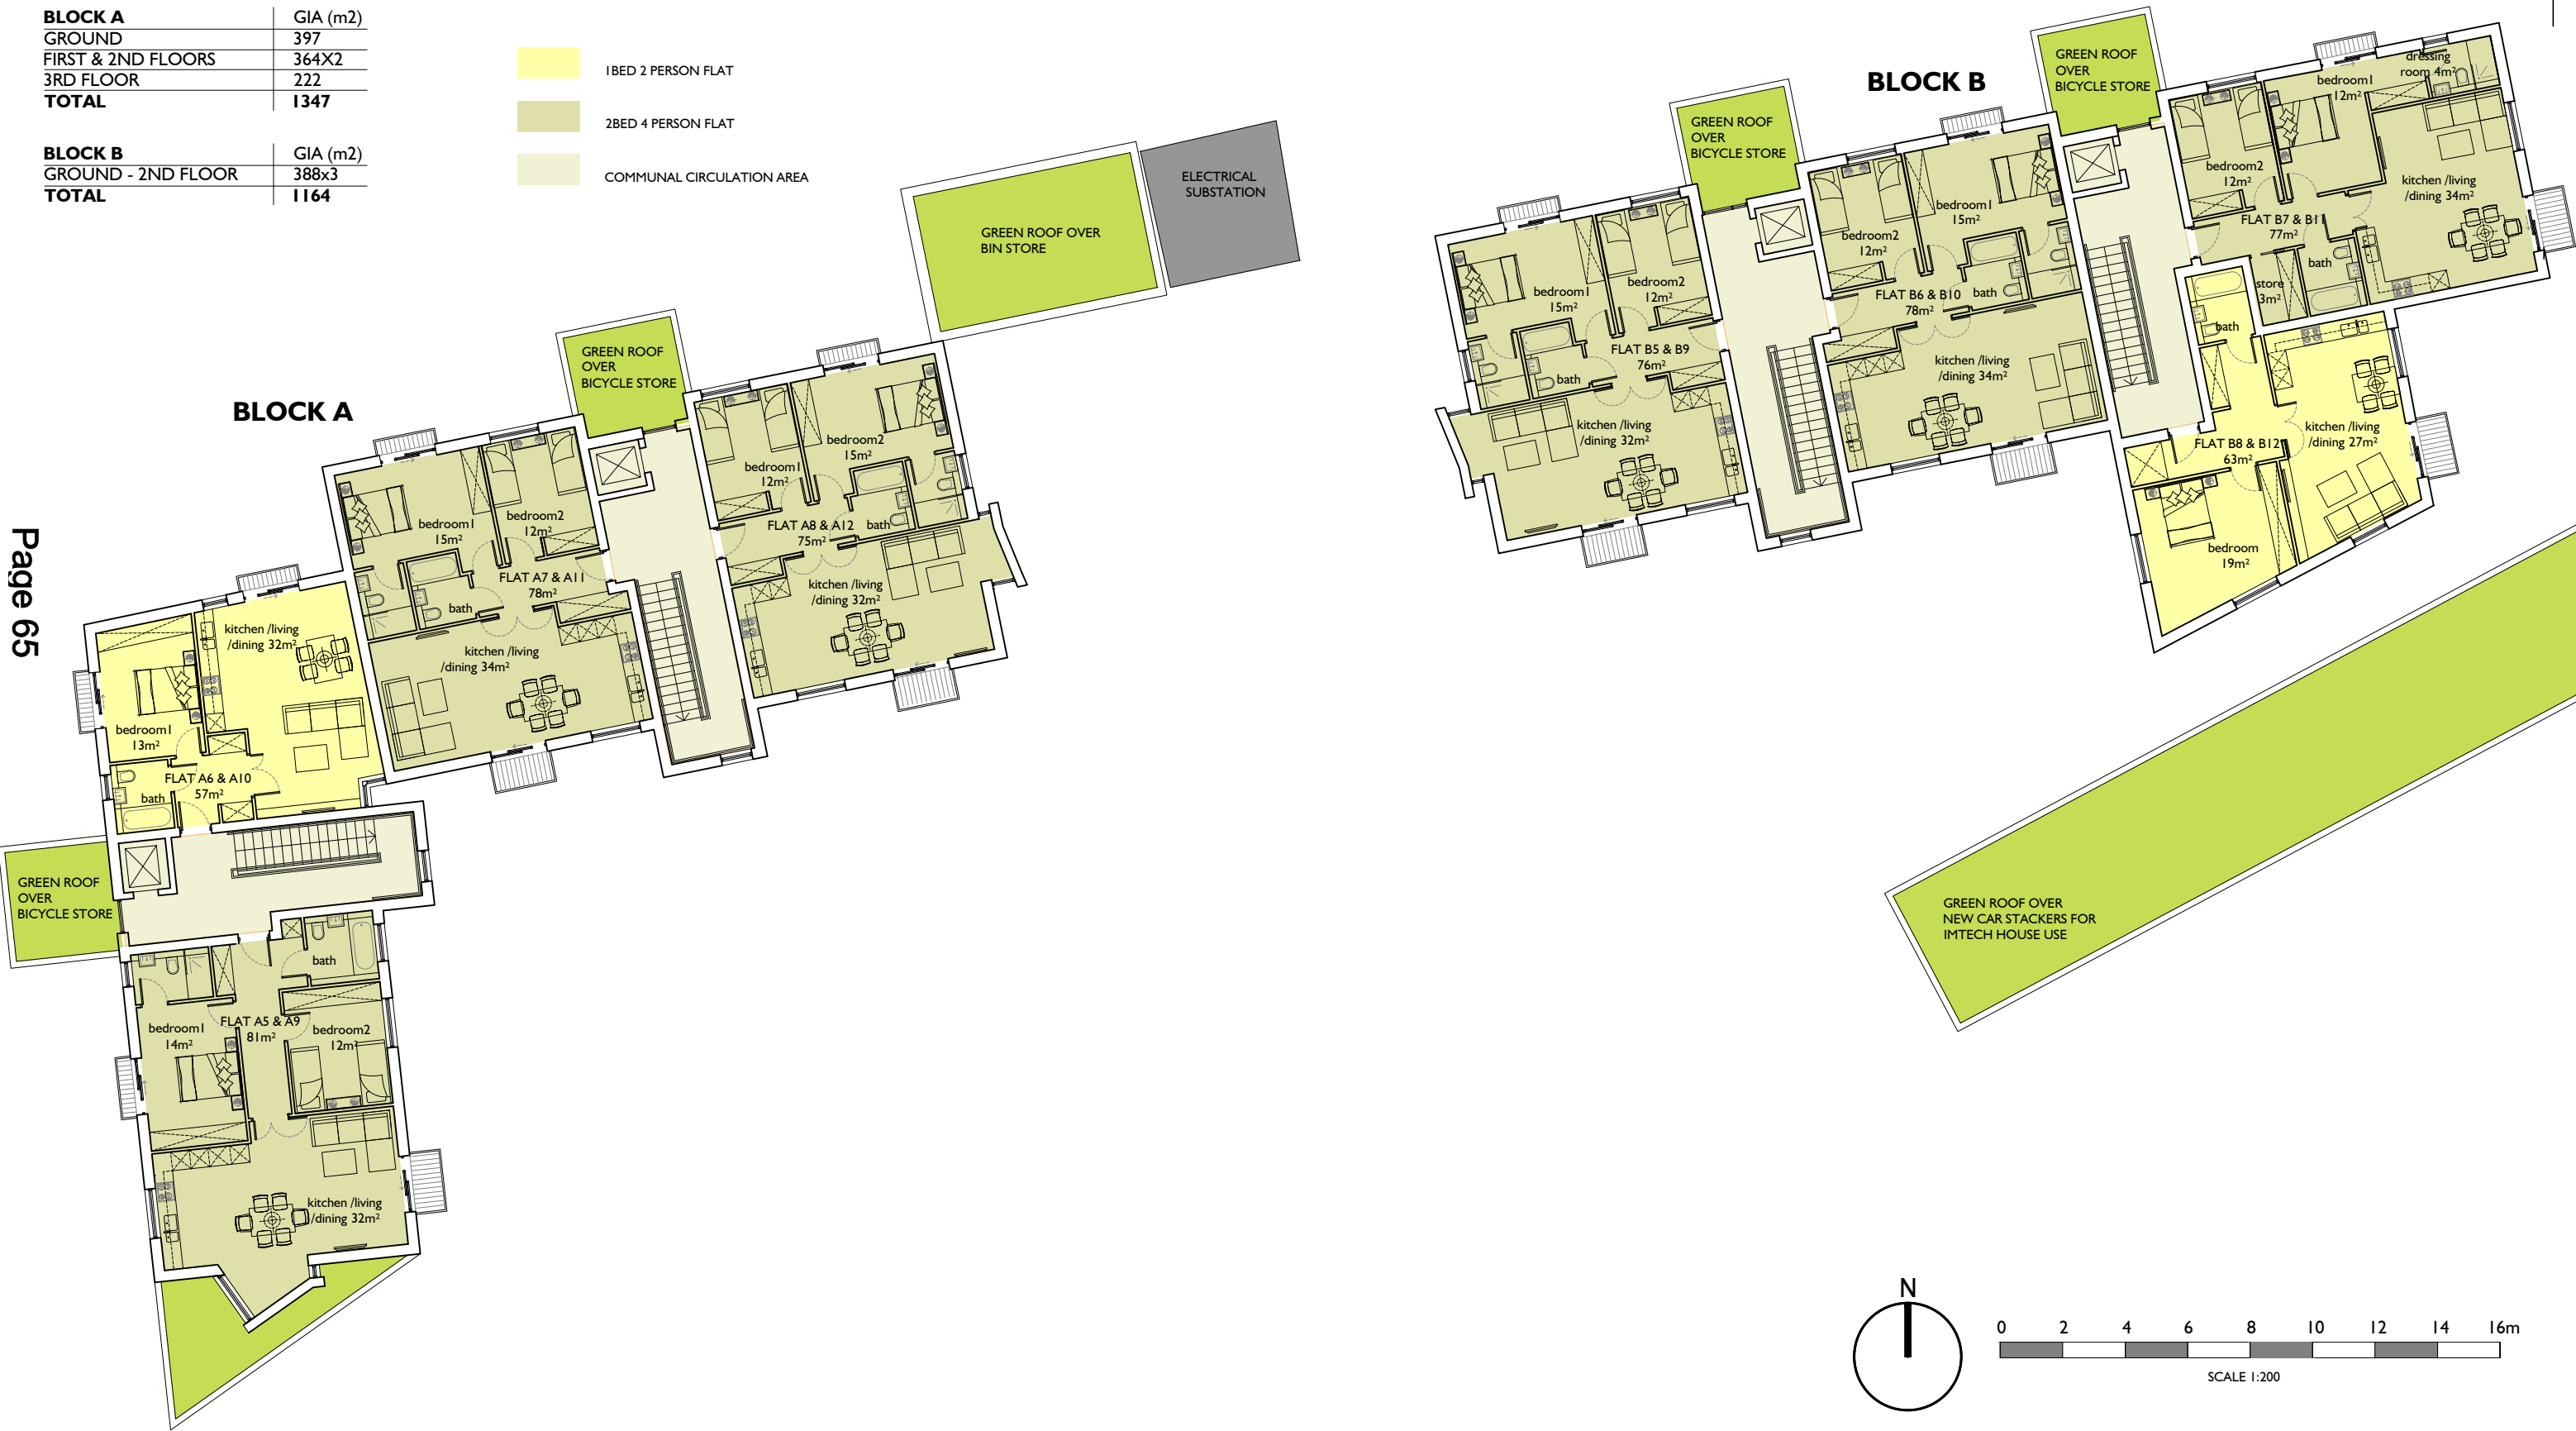 BLOCK A GIA (m2)
GROUND 397
FIRST & 2ND FLOORS 364X2
3RD FLOOR 222
TOTAL 1347
BLOCK B GIA (m2)
GROUND - 2ND FLOOR 388x3
TOTAL 1164
1BED 2 PERSON FLAT
2BED 4 PERSON FLAT
COMMUNAL CIRCULATION AREA
Page 65
BLOCK A
GREEN ROOF OVER
BIN STORE
ELECTRICAL
SUBSTATION
GREEN ROOF
OVER
BICYCLE STORE
bedroom1
12m²
bedroom2
15m²
FLAT A8 & A12
75m²
bath
kitchen /living
/dining 32m²
bedroom1
15m²
bedroom2
12m²
FLAT A7 & A11
78m²
bath
kitchen /living
/dining 34m²
kitchen /living
/dining 32m²
bedroom1
13m²
FLAT A6 & A10
57m²
bath
GREEN ROOF
OVER
BICYCLE STORE
bath
FLAT A5 & A9
81m²
bedroom1
14m²
bedroom2
12m²
kitchen /living
/dining 32m²
BLOCK B
GREEN ROOF
OVER
BICYCLE STORE
GREEN ROOF
OVER
BICYCLE STORE
bedroom1
15m²
bedroom2
12m²
FLAT B5 & B9
76m²
bath
kitchen /living
/dining 32m²
bedroom2
12m²
bedroom1
15m²
FLAT B6 & B10
78m²
bath
kitchen /living
/dining 34m²
dressing
room 4m²
bedroom1
12m²
bedroom2
12m²
kitchen /living
/dining 34m²
FLAT B7 & B11
77m²
bath
store
3m²
bath
kitchen /living
/dining 27m²
FLAT B8 & B12
63m²
bedroom
19m²
GREEN ROOF OVER
NEW CAR STACKERS FOR
IMTECH HOUSE USE
N
0 2 4 6 8 10 12 14 16m
SCALE 1:200